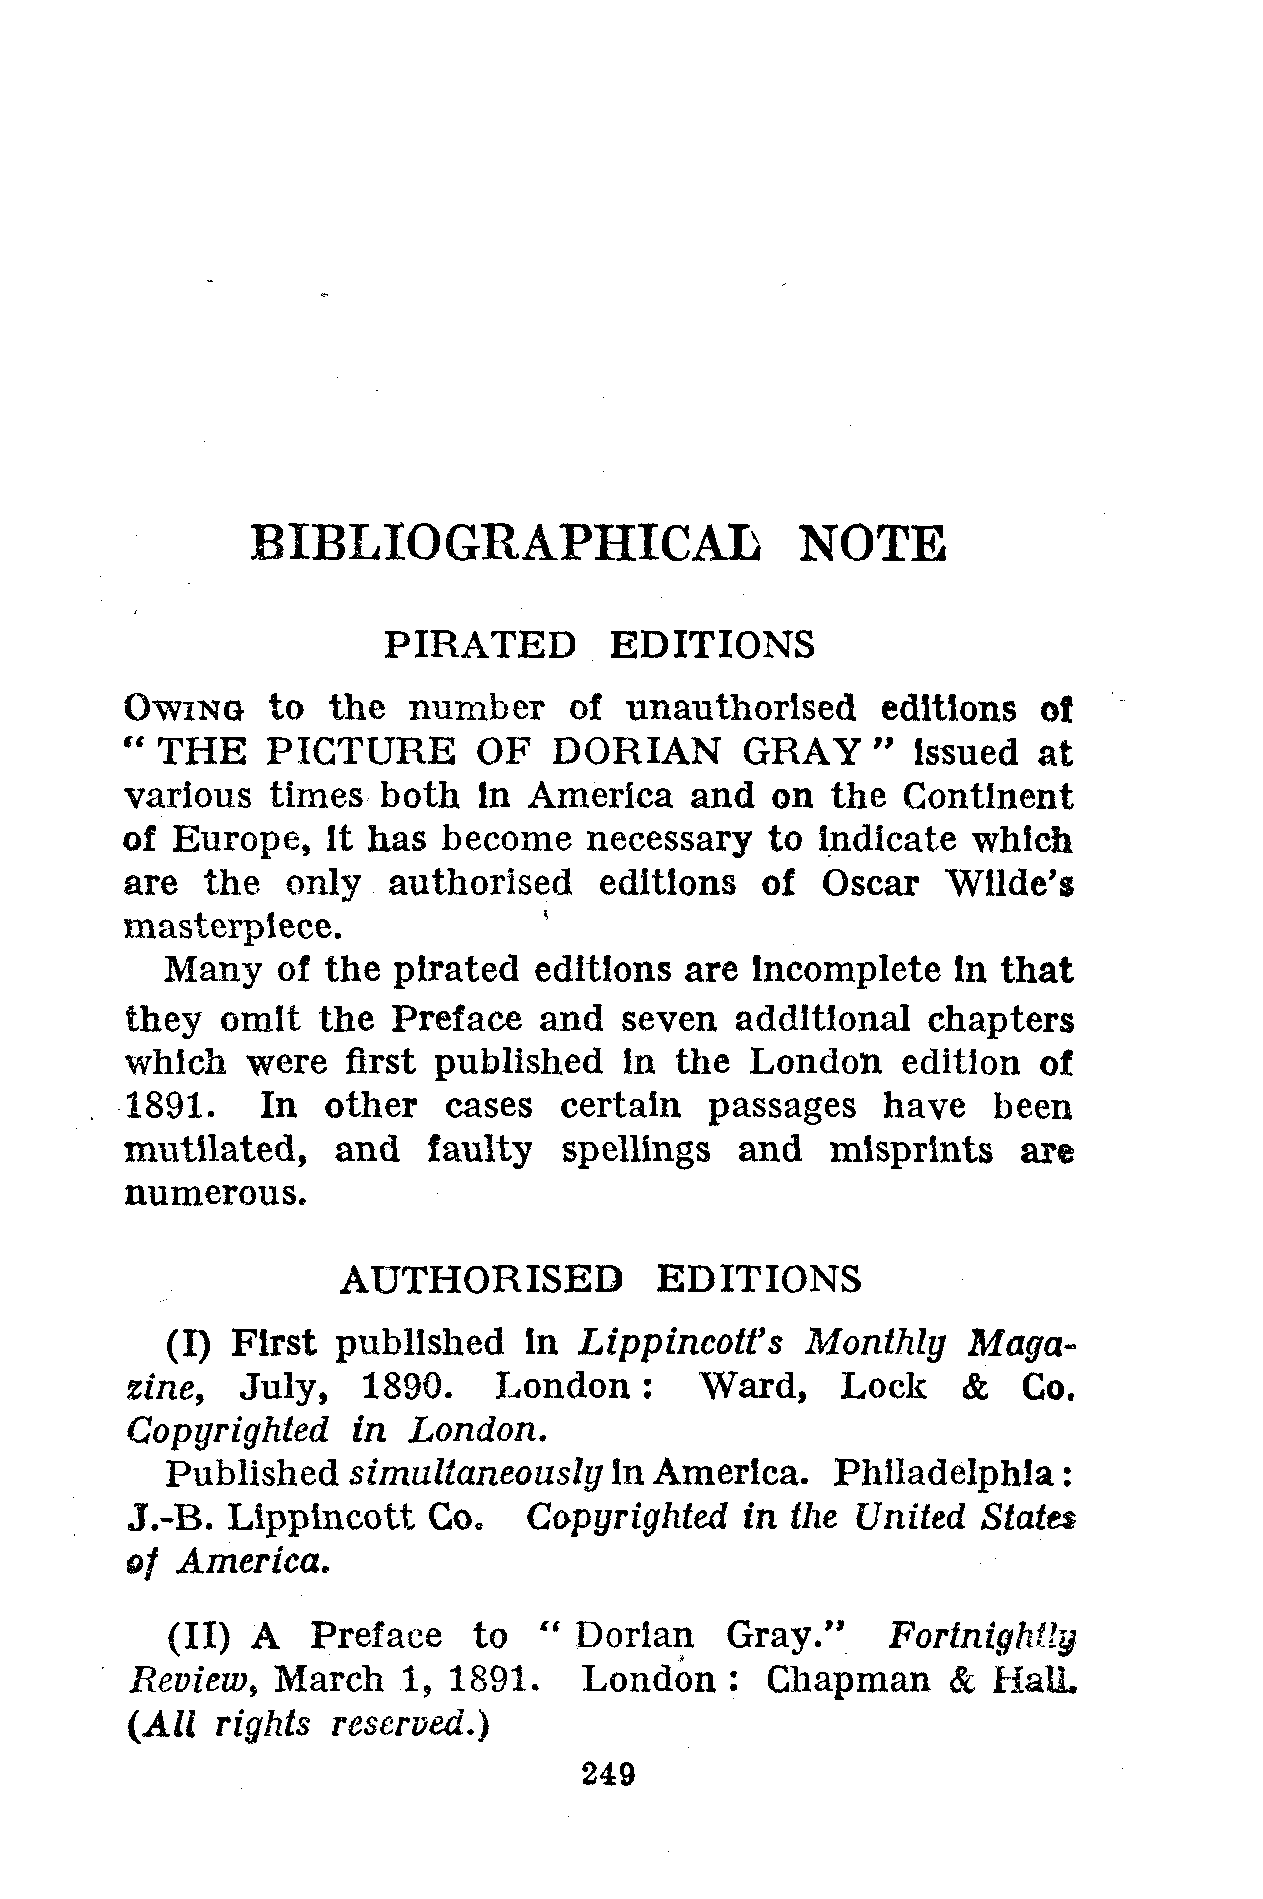 BIBLIOGRAPHICAL NOTE
PIRATED EDITIONS
OWING to the number of unauthorised editions of
“ THE PICTURE OF DORIAN GRAY ” issued at
various times both in America and on the Continent
of Europe, it has become necessary to indicate which
are the only authorised editions of Oscar Wilde's
masterpiece.
Many of the pirated editions are incomplete in that
they omit the Preface and seven additional chapters
which were first published in the London edition of
1891. In other cases certain passages have been
mutilated, and faulty spellings and misprints are
numerous.
AUTHORISED EDITIONS
(I) First published in Lippincott's Monthly Maga-
zine, July, 1890. London : Ward, Lock & Co.
Copyrighted in London.
Published simultaneously in America. Philadelphia :
J.-B. Lippincott Co. Copyrighted in the United States
of America.
(II) A Preface to “ Dorian Gray.” Fortnightly
Review, March 1, 1891. London : Chapman & Hall.
(All rights reserved.)
249